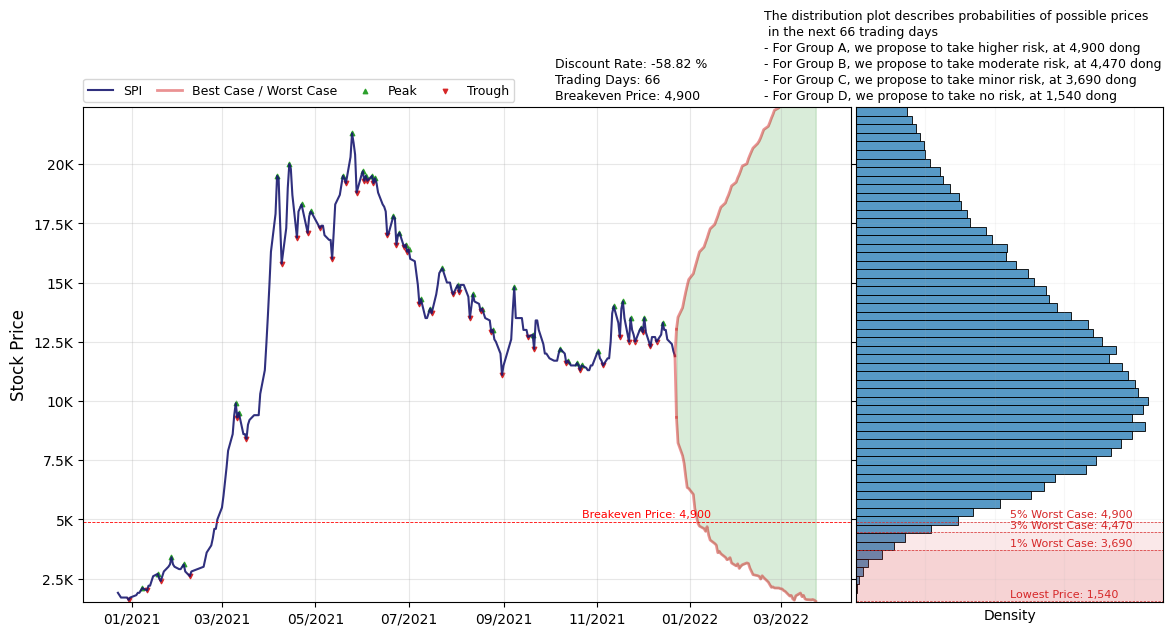 The distribution plot describes probabilities of possible prices
in the next 66 trading days
- For Group A, we propose to take higher risk, at 4,900 dong
- For Group B, we propose to take moderate risk, at 4,470 dong
- For Group C, we propose to take minor risk, at 3,690 dong
- For Group D, we propose to take no risk, at 1,540 dong
Discount Rate: -58.82 %
Trading Days: 66
Breakeven Price: 4,900
SPI
Best Case / Worst Case
Peak
Trough
Stock Price
20K
17.5K
15K
12.5K
10K
7.5K
5K
2.5K
Breakeven Price: 4,900
5% Worst Case: 4,900
3% Worst Case: 4,470
1% Worst Case: 3,690
Lowest Price: 1,540
01/2021
03/2021
05/2021
07/2021
09/2021
11/2021
01/2022
03/2022
Density